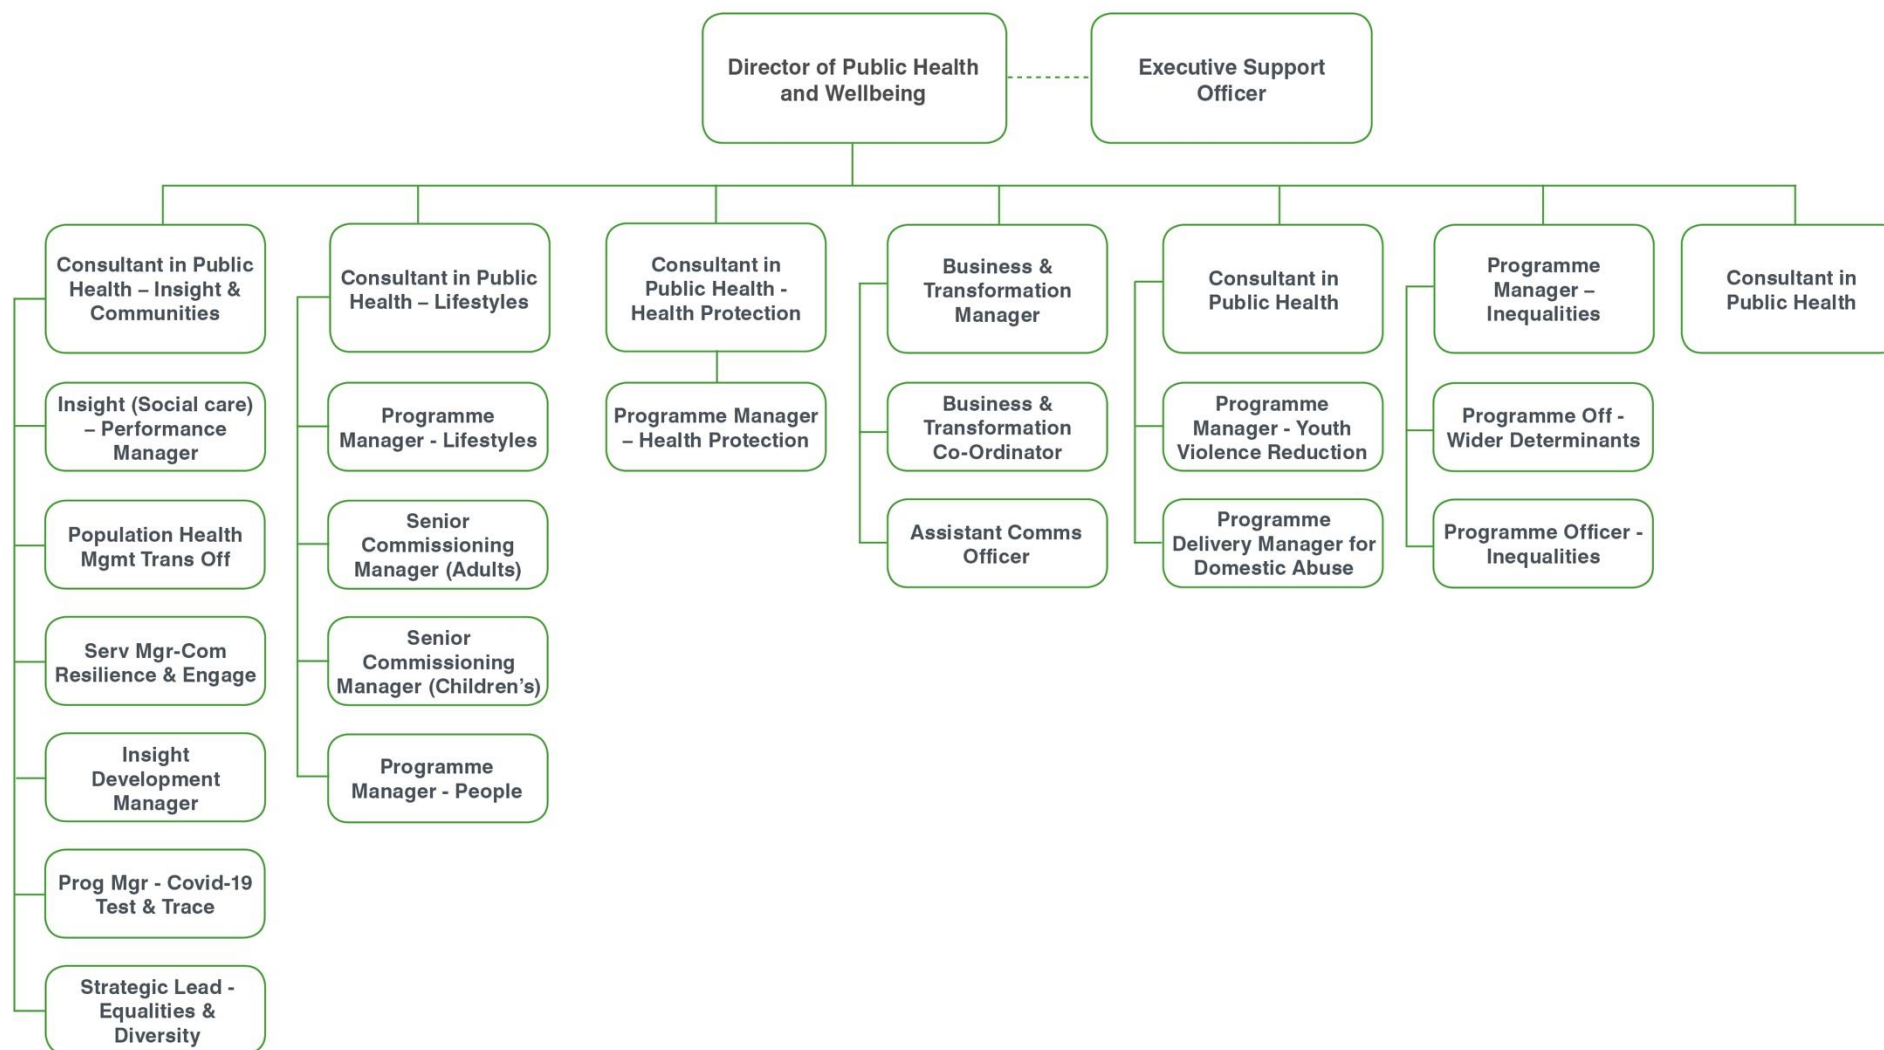 Director of Public Health
and Wellbeing
Executive Support
Officer
Consultant in Public
Health – Insight &
Communities
Consultant in Public
Health – Lifestyles
Consultant in
Public Health -
Health Protection
Business &
Transformation
Manager
Consultant in
Public Health
Programme
Manager –
Inequalities
Consultant in
Public Health
Insight (Social care)
– Performance
Manager
Programme
Manager - Lifestyles
Programme Manager
– Health Protection
Business &
Transformation
Co-Ordinator
Programme
Manager - Youth
Violence Reduction
Programme Off -
Wider Determinants
Population Health
Mgmt Trans Off
Senior
Commissioning
Manager (Adults)
Assistant Comms
Officer
Programme
Delivery Manager for
Domestic Abuse
Programme Officer -
Inequalities
Serv Mgr-Com
Resilience & Engage
Senior
Commissioning
Manager (Children’s)
Insight
Development
Manager
Programme
Manager - People
Prog Mgr - Covid-19
Test & Trace
Strategic Lead -
Equalities &
Diversity